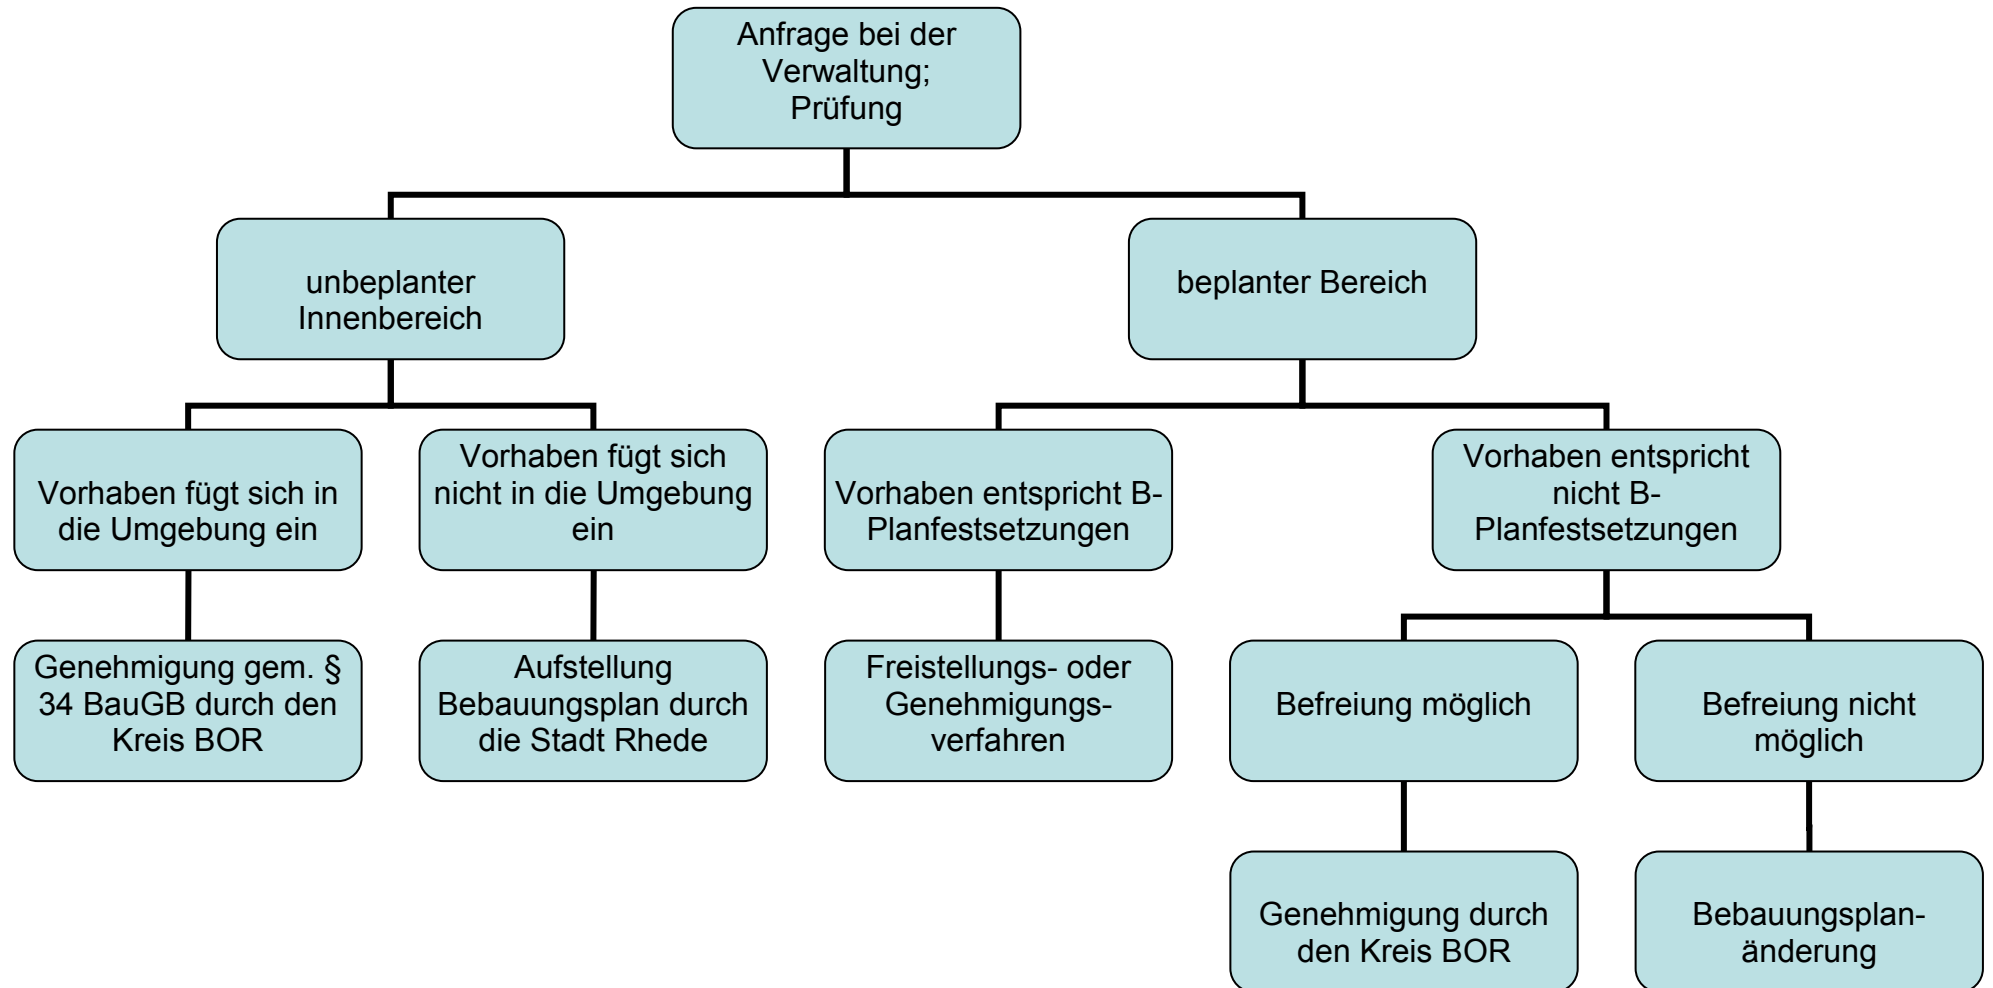 Anfrage bei der
Verwaltung;
Prüfung
unbeplanter
Innenbereich
beplanter Bereich
Vorhaben fügt sich in
die Umgebung ein
Vorhaben fügt sich
nicht in die Umgebung
ein
Vorhaben entspricht B-
Planfestsetzungen
Vorhaben entspricht
nicht B-
Planfestsetzungen
Genehmigung gem. §
34 BauGB durch den
Kreis BOR
Aufstellung
Bebauungsplan durch
die Stadt Rhede
Freistellungs- oder
Genehmigungs-
verfahren
Befreiung möglich
Befreiung nicht
möglich
Genehmigung durch
den Kreis BOR
Bebauungsplan-
änderung